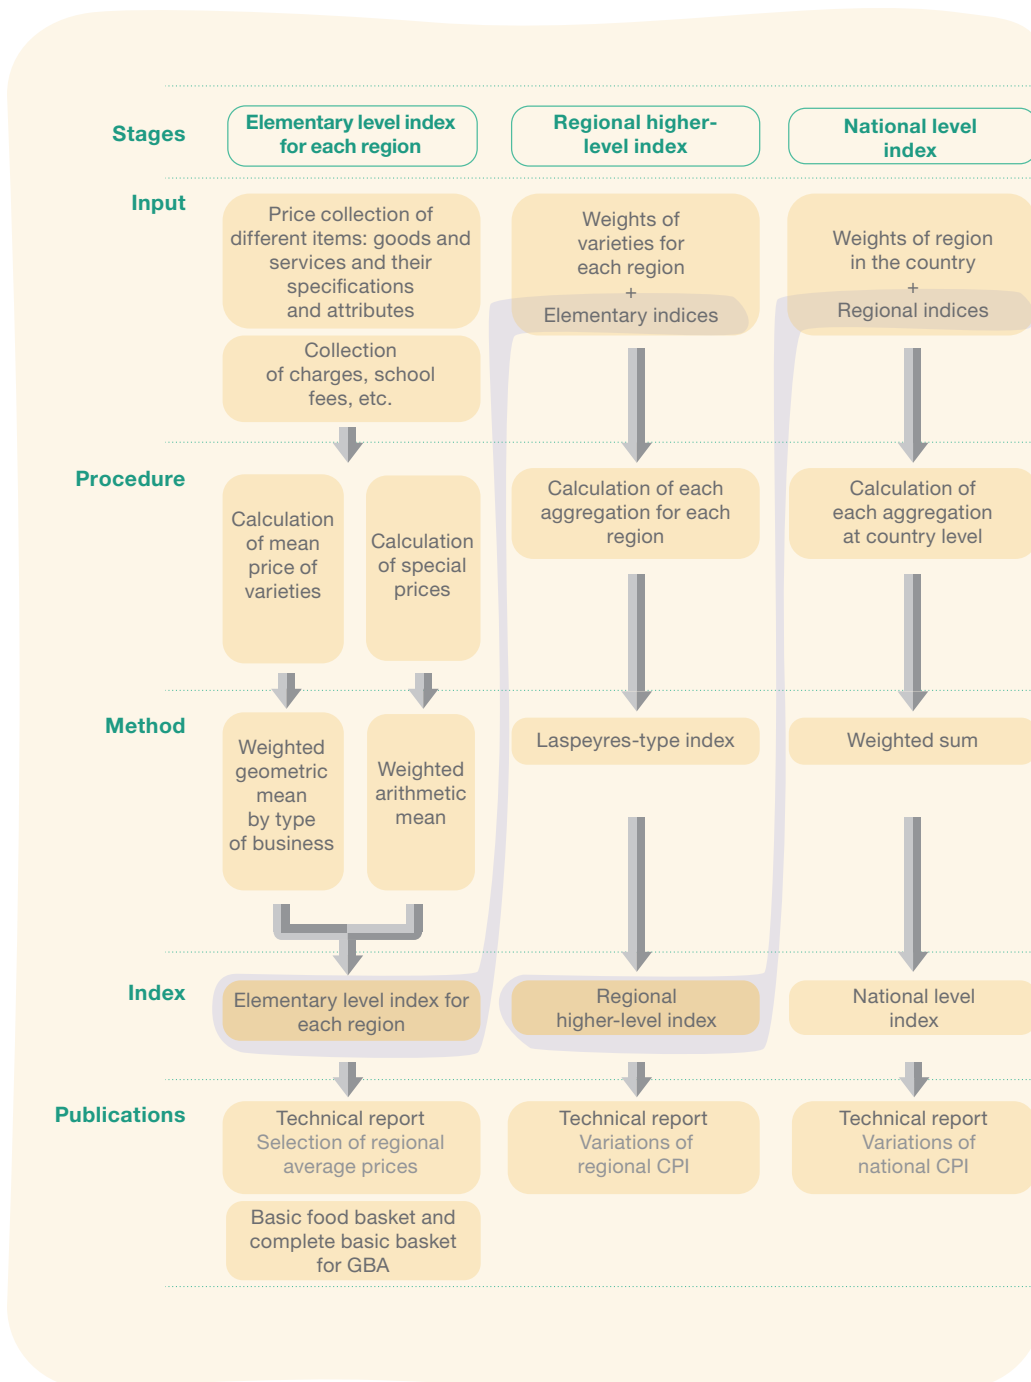 Stages
Elementary level index
for each region
Regional higher-
level index
National level
index
Input
Price collection of
different items: goods and
services and their
specifications
and attributes
Collection
of charges, school
fees, etc.
Weights of
varieties for
each region
+
Elementary indices
Weights of region
in the country
+
Regional indices
Procedure
Calculation
of mean
price of
varieties
Calculation
of special
prices
Calculation of each
aggregation for each
region
Calculation of
each aggregation
at country level
Method
Weighted
geometric
mean
by type
of business
Weighted
arithmetic
mean
Laspeyres-type index
Weighted sum
Index
Elementary level index for
each region
Regional
higher-level index
National level
index
Publications
Technical report
Selection of regional
average prices
Basic food basket and
complete basic basket
for GBA
Technical report
Variations of
regional CPI
Technical report
Variations of
national CPI